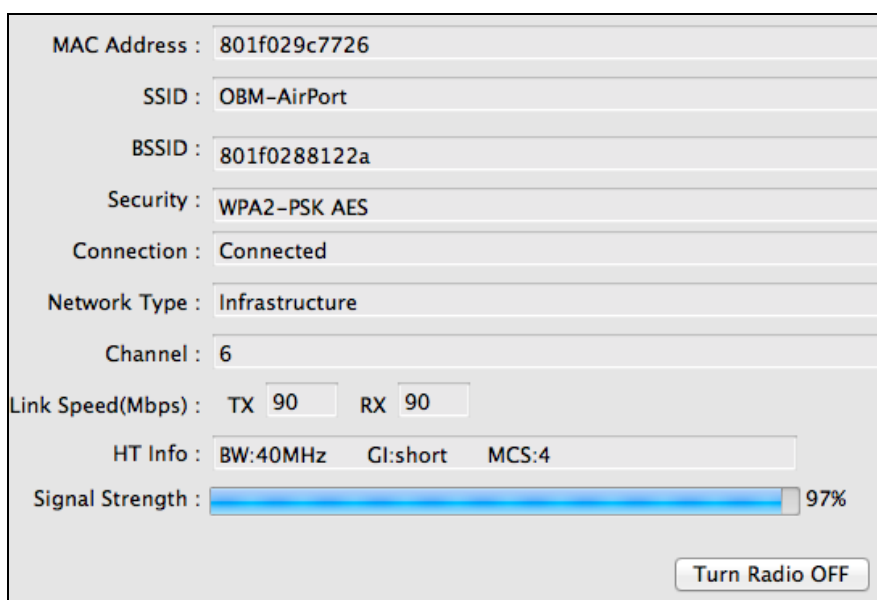 MAC Address : 801f029c7726
SSID : OBM-AirPort
BSSID : 801f0288122a
Security : WPA2-PSK AES
Connection : Connected
Network Type : Infrastructure
Channel : 6
Link Speed(Mbps) : TX 90 RX 90
HT Info : BW:40MHz GI:short MCS:4
Signal Strength : 97%
Turn Radio OFF